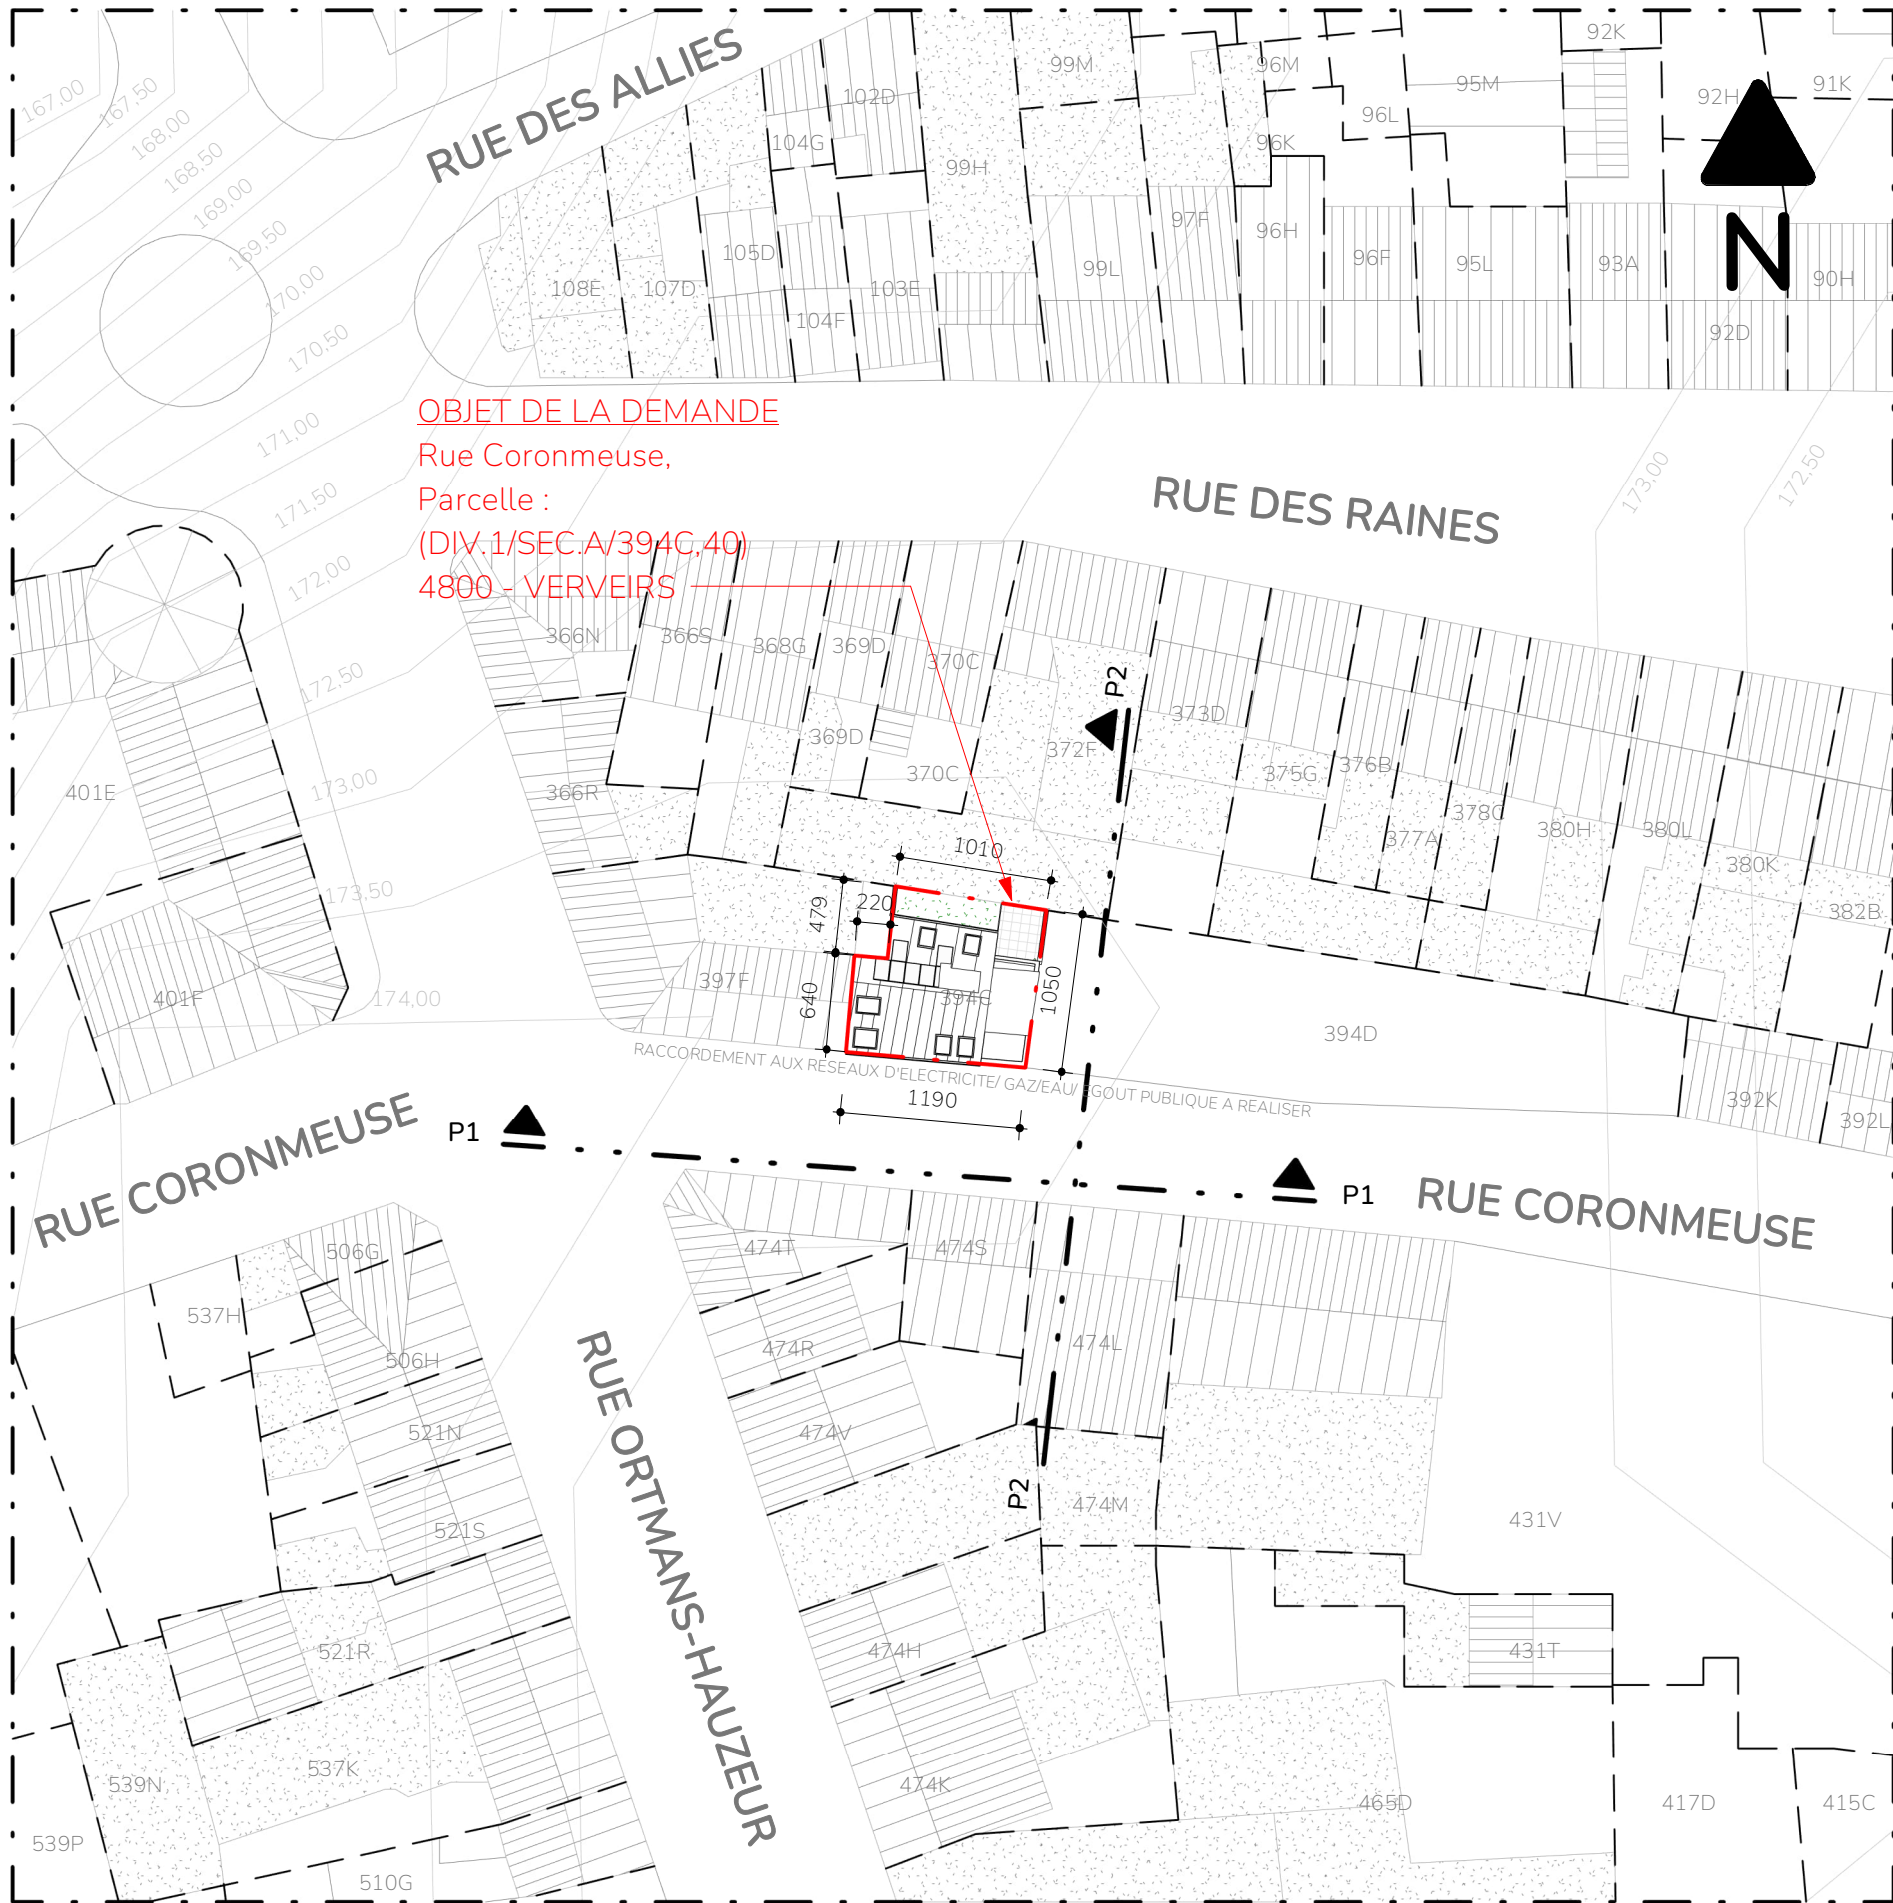 RUE DES ALLIES
167.00
167.50
168.00
168,50
169.00
169,50
170.00
170,50
171,00
171,50
172,00
172,50
173.00
173,50
174,00
102D
104G
105D
108E
107D
103E
104F
99H
99M
99L
97F
96M
96K
96H
96L
96F
95M
95L
92K
93A
92H
91K
90H
92D
N
OBJET DE LA DEMANDE
Rue Coronmeuse,
Parcelle :
(DIV.1/SEC.A/394C,40)
4800 - VERVEIRS
RUE DES RAINES
173,00
172,50
366N
366S
368G
369D
370C
369D
370C
372F
P2
373D
375G
376B
377A
378C
380H
380L
380K
382B
366R
401E
401F
397F
394C
394D
392K
392L
1010
479
220
640
1050
1190
RACCORDEMENT AUX RESEAUX D'ELECTRICITE/ GAZ/EAU/ EGOUT PUBLIQUE A REALISER
RUE CORONMEUSE
P1
P1
RUE CORONMEUSE
506G
537H
506H
521N
521S
521R
537K
539N
539P
510G
RUE ORTMANS-HAUZEUR
474T
474S
474R
474L
474V
P2
474M
474H
474K
431V
431T
465D
417D
415C